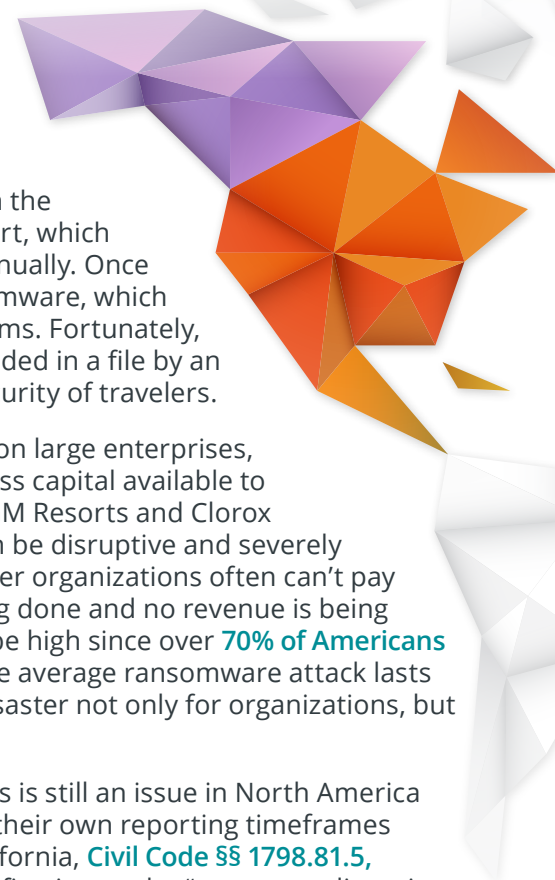 the
rt, which
nually. Once
mware, which
ms. Fortunately,
ded in a file by an
urity of travelers.
on large enterprises,
ss capital available to
M Resorts and Clorox
be disruptive and severely
er organizations often can't pay
g done and no revenue is being
be high since over 70% of Americans
e average ransomware attack lasts
saster not only for organizations, but
s is still an issue in North America
their own reporting timeframes
ifornia, Civil Code §§ 1798.81.5,